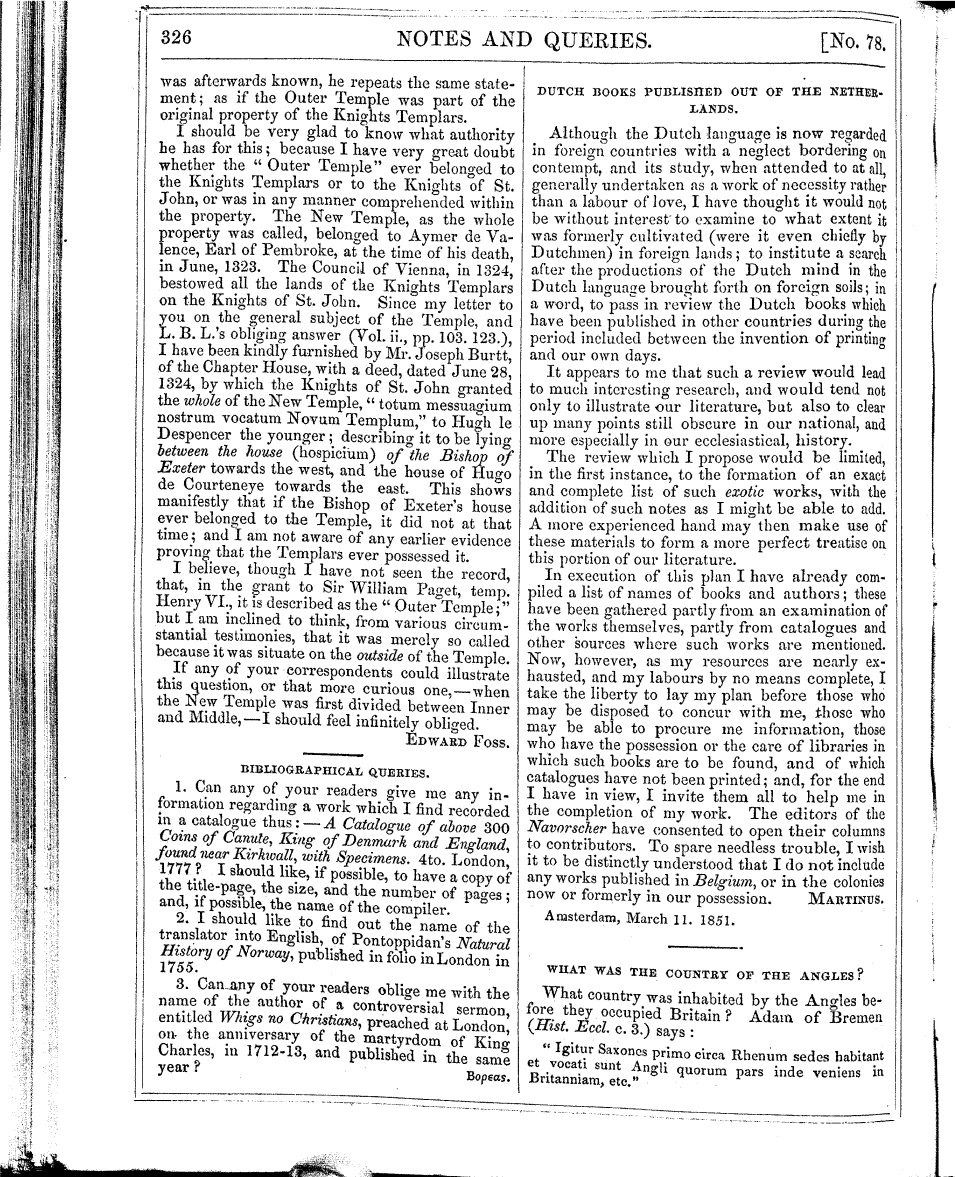 326 NOTES AND QUERIES. [No. 78.
was afterwards known, he repeats the same state-
ment; as if the Outer Temple was part of the
original property of the Knights Templars.
I should be very glad to know what authority
he has for this; because I have very great doubt
whether the "Outer Temple" ever belonged to
the Knights Templars or to the Knights of St.
John, or was in any manner comprehended within
the property. The New Temple, as the whole
property was called, belonged to Aymer de Va-
lence, Earl of Pembroke, at the time of his death,
in June, 1323. The Council of Vienna, in 1324,
bestowed all the lands of the Knights Templars
on the Knights of St. John. Since my letter to
you on the general subject of the Temple, and
L. B. L.'s obliging answer (Vol. ii., pp. 103. 123.),
I have been kindly furnished by Mr. Joseph Burtt,
of the Chapter House, with a deed, dated June 28,
1324, by which the Knights of St. John granted
the whole of the New Temple, "totum messuagium
nostrum vocatum Novum Templum," to Hugh le
Despencer the younger; describing it to be lying
between the house (hospicium) of the Bishop of
Exeter towards the west, and the house of Hugo
de Courteneye towards the east. This shows
manifestly that if the Bishop of Exeter's house
ever belonged to the Temple, it did not at that
time; and I am not aware of any earlier evidence
proving that the Templars ever possessed it.
I believe, though I have not seen the record,
that, in the grant to Sir William Paget, temp.
Henry VI., it is described as the "Outer Temple;"
but I am inclined to think, from various circum-
stantial testimonies, that it was merely so called
because it was situate on the outside of the Temple.
If any of your correspondents could illustrate
this question, or that more curious one,—when
the New Temple was first divided between Inner
and Middle,—I should feel infinitely obliged.
EDWARD FOSS.
BIBLIOGRAPHICAL QUERIES.
1. Can any of your readers give me any in-
formation regarding a work which I find recorded
in a catalogue thus:—A Catalogue of above 300
Coins of Canute, King of Denmark and England,
found near Kirkwall, with Specimens. 4to. London,
1777? I should like, if possible, to have a copy of
the title-page, the size, and the number of pages;
and, if possible, the name of the compiler.
2. I should like to find out the name of the
translator into English, of Pontoppidan's Natural
History of Norway, published in folio in London in
1755.
3. Can any of your readers oblige me with the
name of the author of a controversial sermon,
entitled Whigs no Christians, preached at London,
on the anniversary of the martyrdom of King
Charles, in 1712-13, and published in the same
year?
Βορέας.
DUTCH BOOKS PUBLISHED OUT OF THE NETHER-
LANDS.
Although the Dutch language is now regarded
in foreign countries with a neglect bordering on
contempt, and its study, when attended to at all,
generally undertaken as a work of necessity rather
than a labour of love, I have thought it would not
be without interest to examine to what extent it
was formerly cultivated (were it even chiefly by
Dutchmen) in foreign lands; to institute a search
after the productions of the Dutch mind in the
Dutch language brought forth on foreign soils; in
a word, to pass in review the Dutch books which
have been published in other countries during the
period included between the invention of printing
and our own days.
It appears to me that such a review would lead
to much interesting research, and would tend not
only to illustrate our literature, but also to clear
up many points still obscure in our national, and
more especially in our ecclesiastical, history.
The review which I propose would be limited,
in the first instance, to the formation of an exact
and complete list of such exotic works, with the
addition of such notes as I might be able to add.
A more experienced hand may then make use of
these materials to form a more perfect treatise on
this portion of our literature.
In execution of this plan I have already com-
piled a list of names of books and authors; these
have been gathered partly from an examination of
the works themselves, partly from catalogues and
other sources where such works are mentioned.
Now, however, as my resources are nearly ex-
hausted, and my labours by no means complete, I
take the liberty to lay my plan before those who
may be disposed to concur with me, those who
may be able to procure me information, those
who have the possession or the care of libraries in
which such books are to be found, and of which
catalogues have not been printed; and, for the end
I have in view, I invite them all to help me in
the completion of my work. The editors of the
Navorscher have consented to open their columns
to contributors. To spare needless trouble, I wish
it to be distinctly understood that I do not include
any works published in Belgium, or in the colonies
now or formerly in our possession. MARTINUS.
Amsterdam, March 11. 1851.
WHAT WAS THE COUNTRY OF THE ANGLES?
What country was inhabited by the Angles be-
fore they occupied Britain? Adam of Bremen
(Hist. Eccl. c. 3.) says:
"Igitur Saxones primo circa Rhenum sedes habitant
et vocati sunt Angli quorum pars inde veniens in
Britanniam, etc."